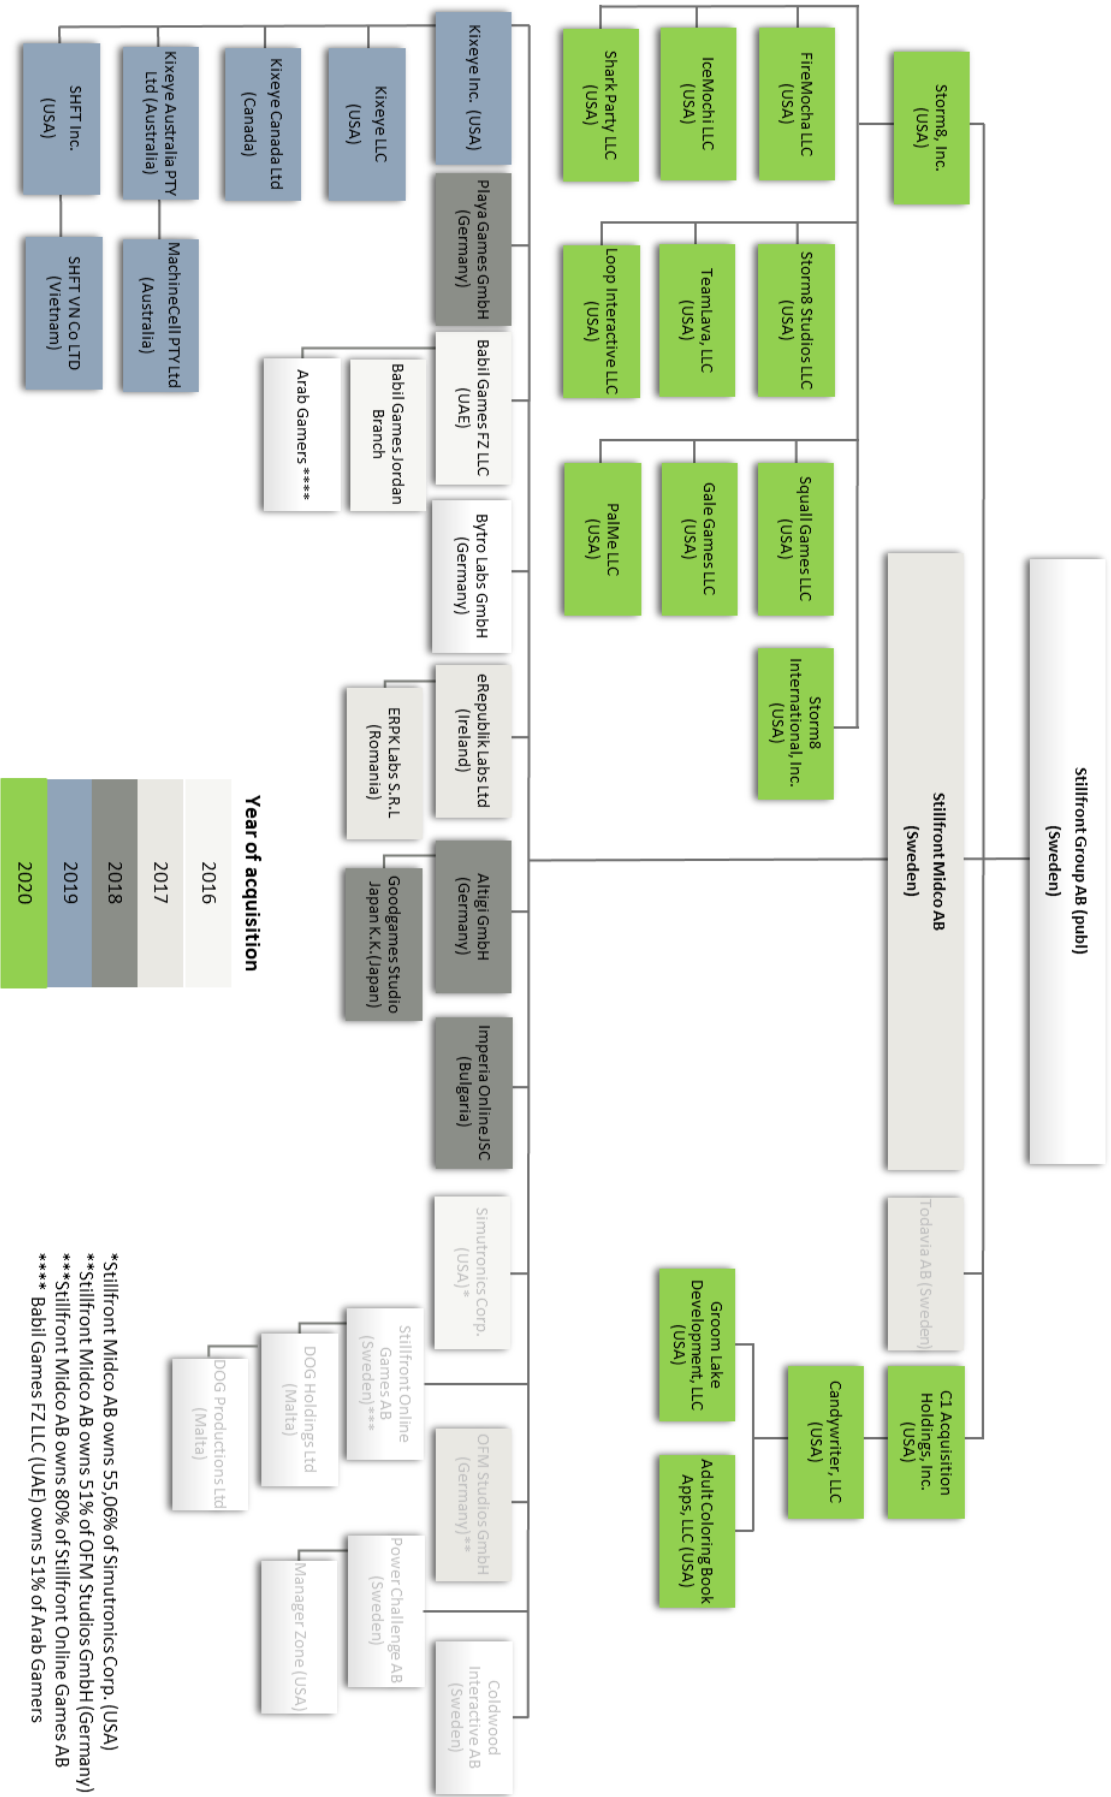 Stillfront Group AB (publ)
(Sweden)
Storm8, Inc.
(USA)
Stillfront Midco AB
(Sweden)
Todavia AB (Sweden)
C1 Acquisition
Holdings, Inc.
(USA)
FireMocha LLC
(USA)
Storm8 Studios LLC
(USA)
Squall Games LLC
(USA)
Storm8
International, Inc.
(USA)
Candywriter, LLC
(USA)
IceMochi LLC
(USA)
TeamLava, LLC
(USA)
Gale Games LLC
(USA)
Groom Lake
Development, LLC
(USA)
Adult Coloring Book
Apps, LLC (USA)
Shark Party LLC
(USA)
Loop Interactive LLC
(USA)
PalMe LLC
(USA)
Kixeye Inc. (USA)
Playa Games GmbH
(Germany)
Babil Games FZ LLC
(UAE)
Bytro Labs GmbH
(Germany)
eRepublik Labs Ltd
(Ireland)
Altigi GmbH
(Germany)
Imperia Online JSC
(Bulgaria)
Simutronics Corp.
(USA)*
OFM Studios GmbH
(Germany)**
Coldwood
Interactive AB
(Sweden)
Kixeye LLC
(USA)
Babil Games Jordan
Branch
ERPK Labs S.R.L
(Romania)
Goodgames Studio
Japan K.K.(Japan)
Stillfront Online
Games AB
(Sweden)***
Power Challenge AB
(Sweden)
Kixeye Canada Ltd
(Canada)
Arab Gamers ****
DOG Holdings Ltd
(Malta)
Manager Zone (USA)
DOG Productions Ltd
(Malta)
Kixeye Australia PTY
Ltd (Australia)
MachineCell PTY Ltd
(Australia)
SHFT Inc.
(USA)
SHFT VN Co LTD
(Vietnam)
Year of acquisition
2016
2017
2018
2019
2020
*Stillfront Midco AB owns 55,06% of Simutronics Corp. (USA)
**Stillfront Midco AB owns 51% of OFM Studios GmbH (Germany)
***Stillfront Midco AB owns 80% of Stillfront Online Games AB
**** Babil Games FZ LLC (UAE) owns 51% of Arab Gamers